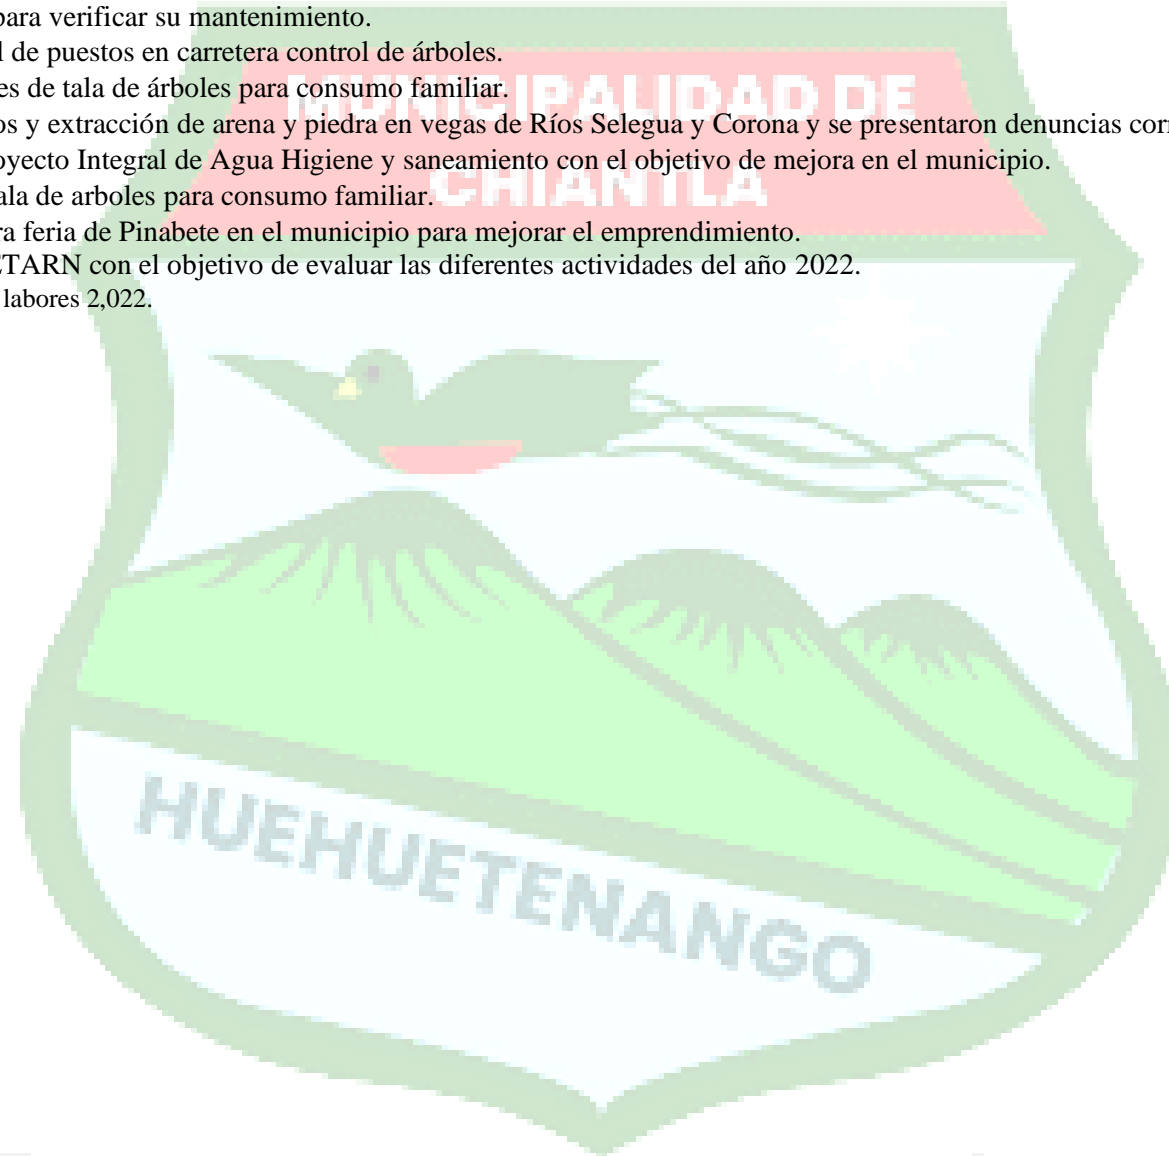 para verificar su mantenimiento.
de puestos en carretera control de árboles.
es de tala de árboles para consumo familiar.
os y extracción de arena y piedra en vegas de Ríos Selegua y Corona y se presentaron denuncias corr
oyecto Integral de Agua Higiene y saneamiento con el objetivo de mejora en el municipio.
ala de arboles para consumo familiar.
ra feria de Pinabete en el municipio para mejorar el emprendimiento.
ETARN con el objetivo de evaluar las diferentes actividades del año 2022.
labores 2,022.
MUNICIPALIDAD DE
CHIANTLA
HUEHUETENANGO